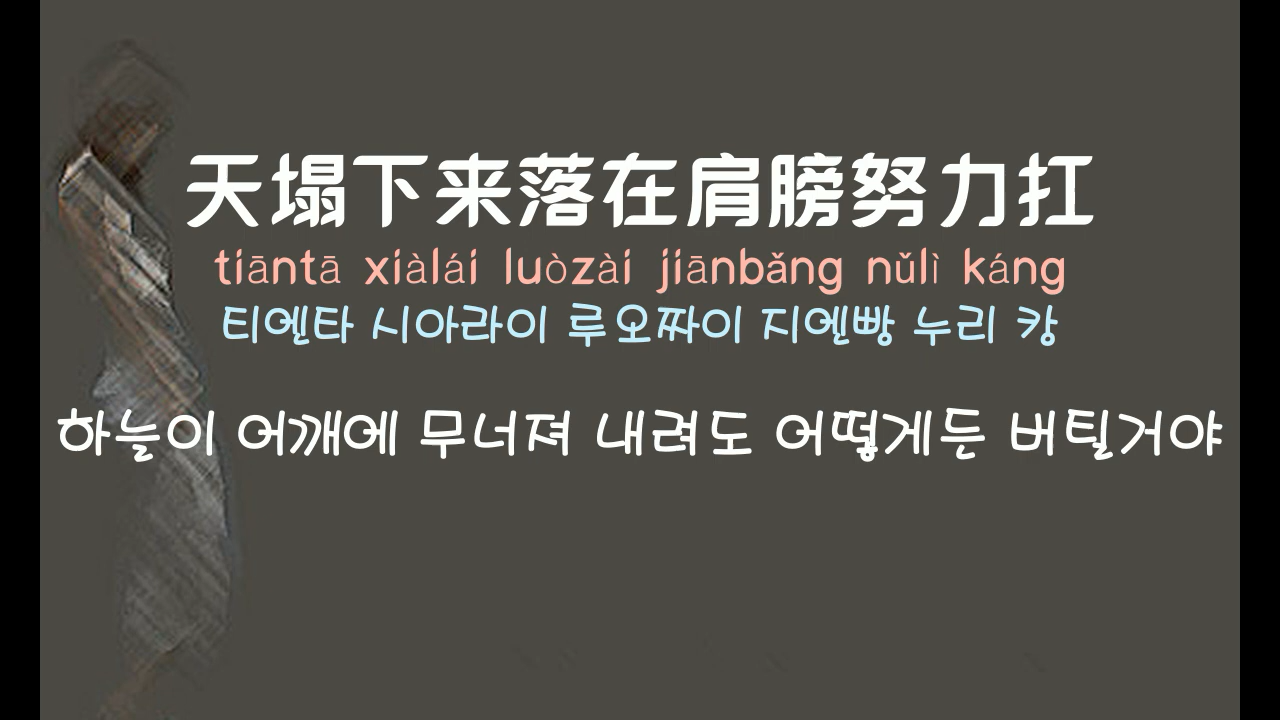 天塌下来落在肩膀努力扛
tiāntā xiàlái luòzài jiānbǎng nǔlì káng
티엔타 시아라이 루오짜이 지엔빵 누리 캉
하늘이 어깨에 무너져 내려도 어떻게든 버틸거야